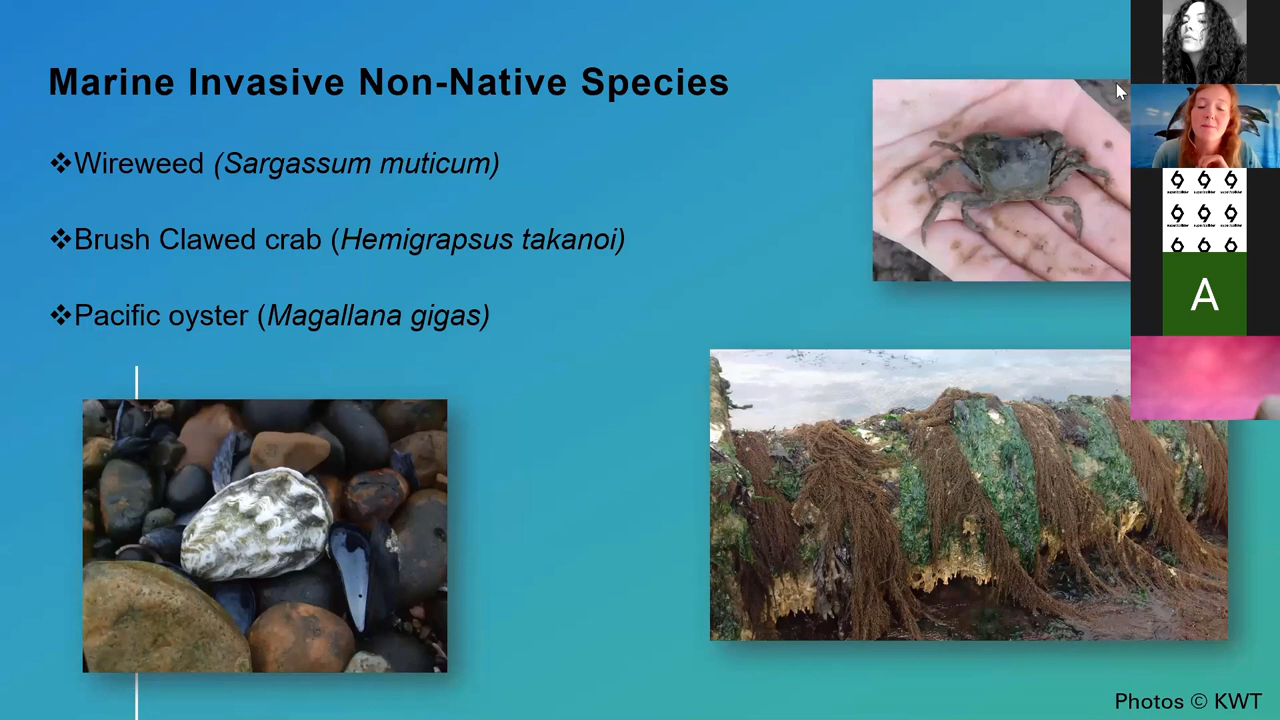 Marine Invasive Non-Native Species
❖Wireweed (Sargassum muticum)
❖Brush Clawed crab (Hemigrapsus takanoi)
❖Pacific oyster (Magallana gigas)
A
Photos © KWT